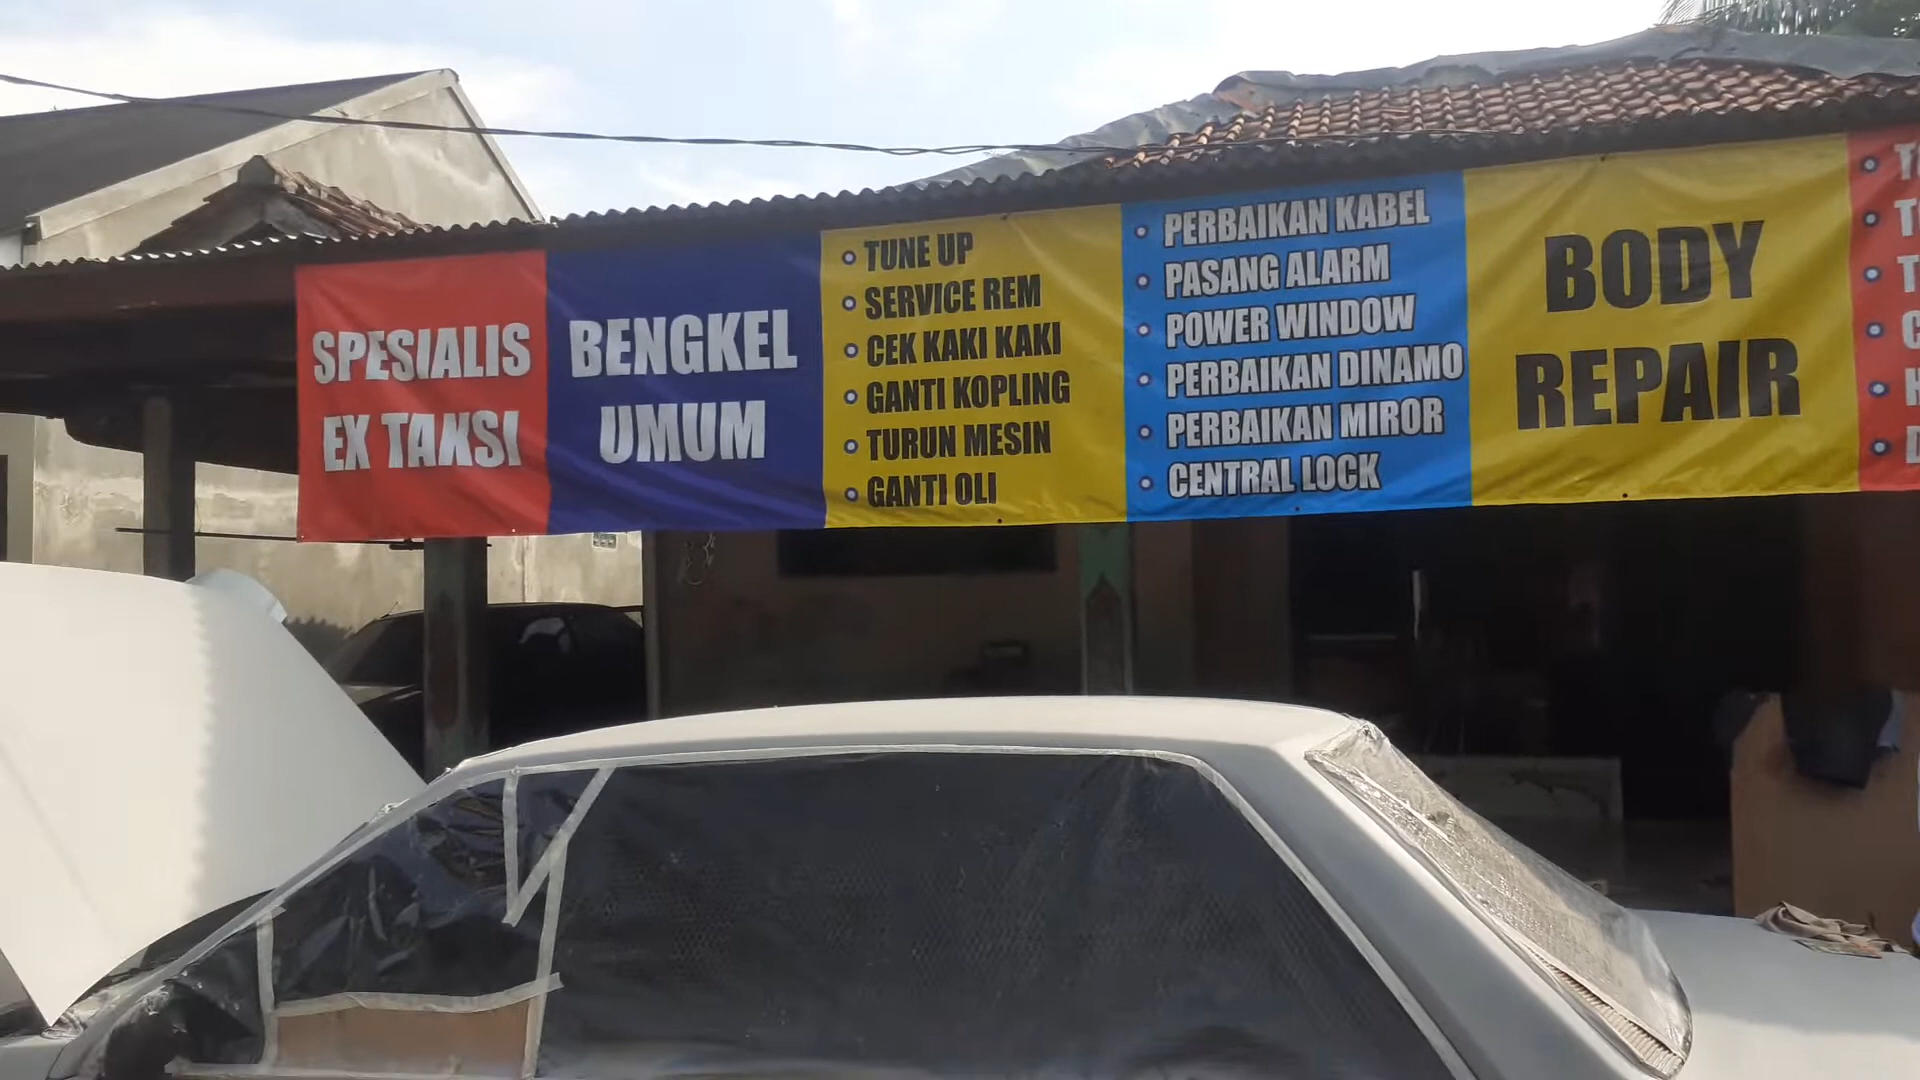 SPESIALIS
EX TAKSI
BENGKEL
UMUM
TUNE UP
SERVICE REM
CEK KAKI KAKI
GANTI KOPLING
TURUN MESIN
GANTI OLI
PERBAIKAN KABEL
PASANG ALARM
POWER WINDOW
PERBAIKAN DINAMO
PERBAIKAN MIROR
CENTRAL LOCK
BODY
REPAIR